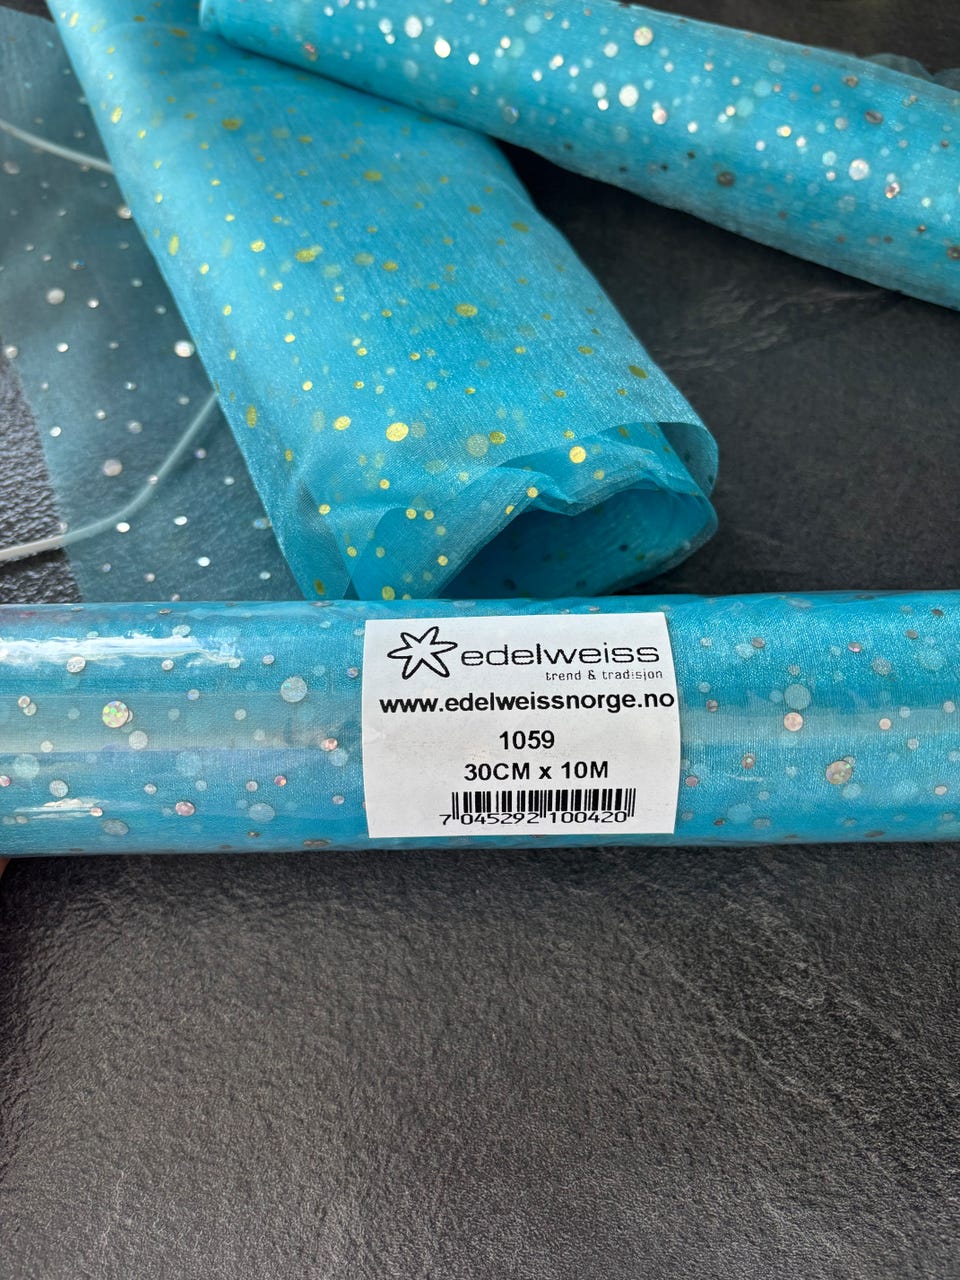 edelweiss
trend & tradisjon
www.edelweissnorge.no
1059
30CM x 10M
7 045292 100420